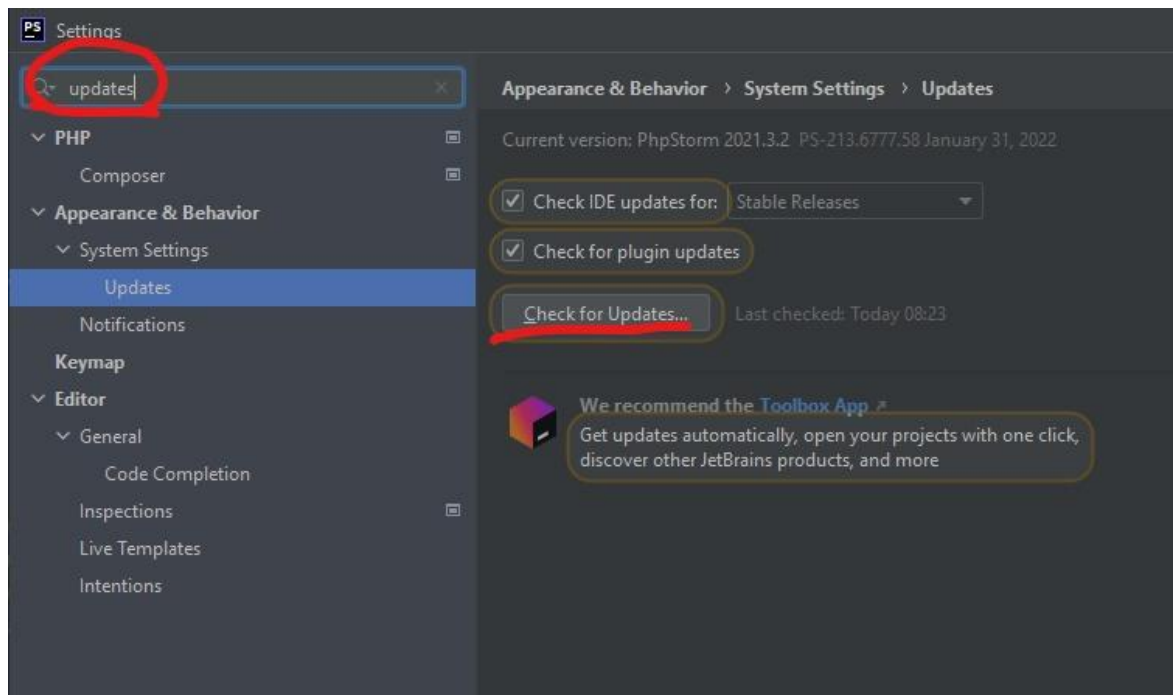 PS Settings
updates
Appearance & Behavior › System Settings › Updates
PHP
Composer
Appearance & Behavior
System Settings
Updates
Notifications
Keymap
Editor
General
Code Completion
Inspections
Live Templates
Intentions
Current version: PhpStorm 2021.3.2 PS-213.6777.58 January 31, 2022
Check IDE updates for: Stable Releases
Check for plugin updates
Check for Updates... Last checked: Today 08:23
We recommend the Toolbox App ↗
Get updates automatically, open your projects with one click,
discover other JetBrains products, and more